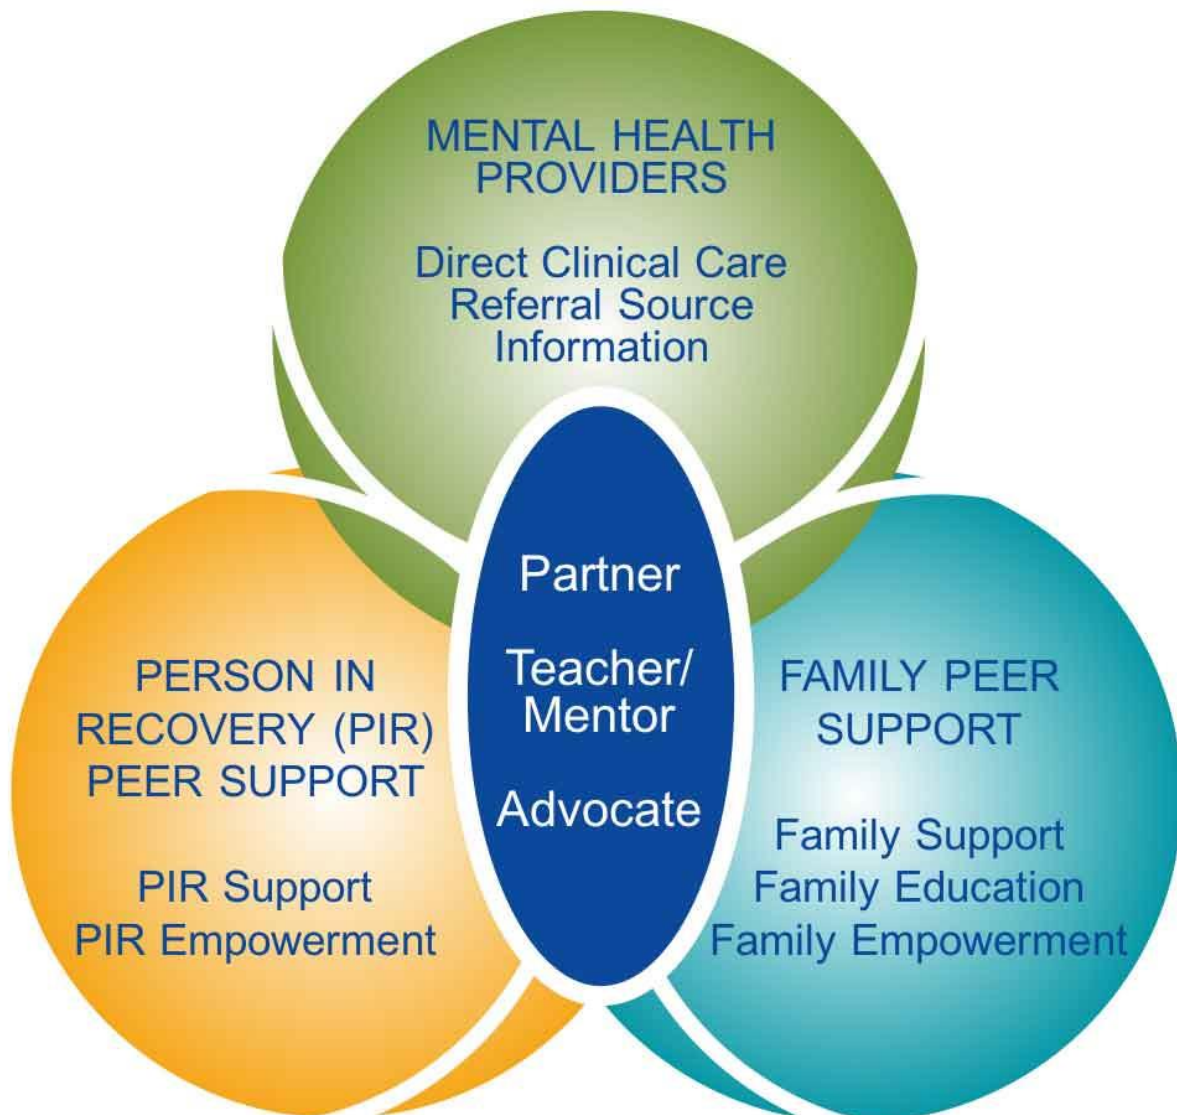 MENTAL HEALTH
PROVIDERS
Direct Clinical Care
Referral Source
Information
Partner
Teacher/
Mentor
Advocate
PERSON IN
RECOVERY (PIR)
PEER SUPPORT
PIR Support
PIR Empowerment
FAMILY PEER
SUPPORT
Family Support
Family Education
Family Empowerment